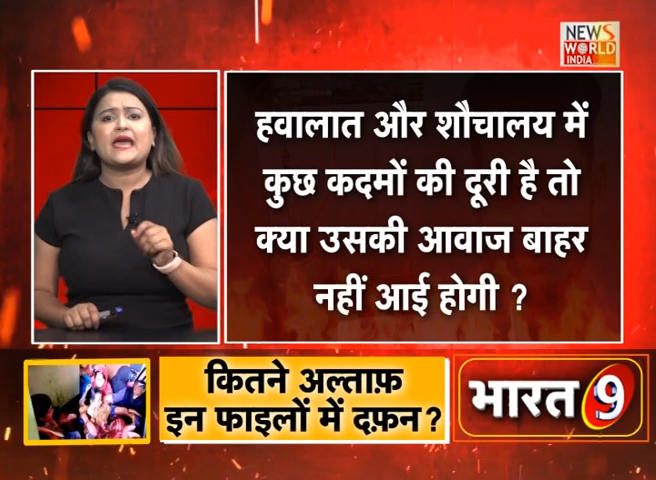 NEWS
WORLD
INDIA
हवालात और शौचालय में
कुछ कदमों की दूरी है तो
क्या उसकी आवाज बाहर
नहीं आई होगी ?
कितने अल्ताफ़
इन फाइलों में दफ़न?
भारत 9